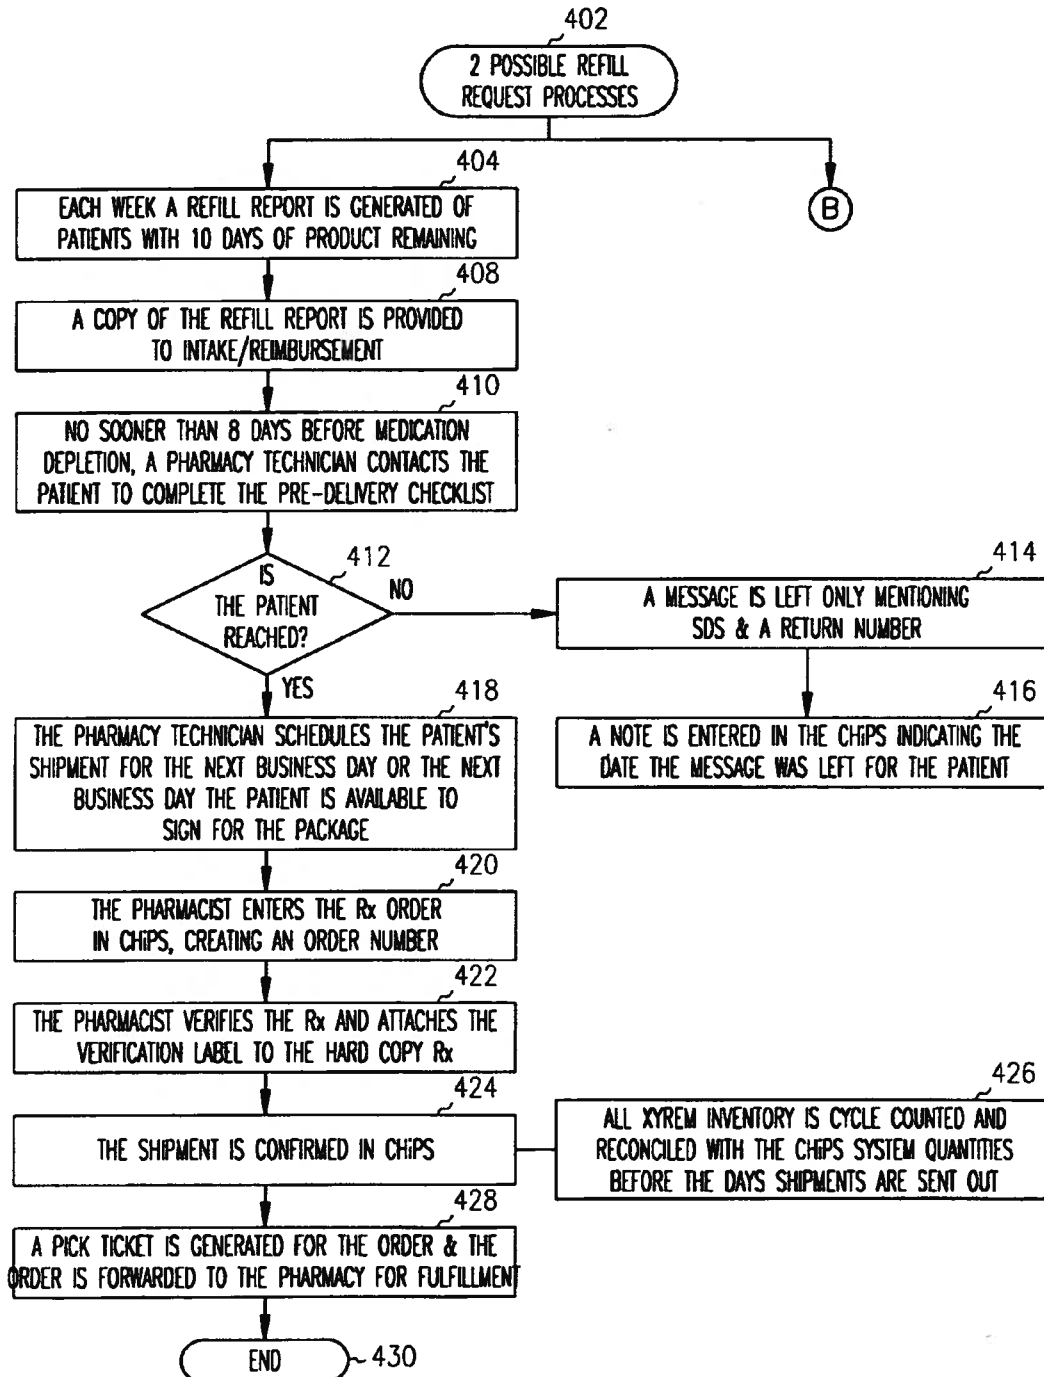 402
2 POSSIBLE REFILL
REQUEST PROCESSES
404
EACH WEEK A REFILL REPORT IS GENERATED OF
PATIENTS WITH 10 DAYS OF PRODUCT REMAINING
B
408
A COPY OF THE REFILL REPORT IS PROVIDED
TO INTAKE/REIMBURSEMENT
410
NO SOONER THAN 8 DAYS BEFORE MEDICATION
DEPLETION, A PHARMACY TECHNICIAN CONTACTS THE
PATIENT TO COMPLETE THE PRE-DELIVERY CHECKLIST
412
IS
THE PATIENT
REACHED?
NO
414
A MESSAGE IS LEFT ONLY MENTIONING
SDS & A RETURN NUMBER
416
A NOTE IS ENTERED IN THE CHiPS INDICATING THE
DATE THE MESSAGE WAS LEFT FOR THE PATIENT
YES
418
THE PHARMACY TECHNICIAN SCHEDULES THE PATIENT'S
SHIPMENT FOR THE NEXT BUSINESS DAY OR THE NEXT
BUSINESS DAY THE PATIENT IS AVAILABLE TO
SIGN FOR THE PACKAGE
420
THE PHARMACIST ENTERS THE Rx ORDER
IN CHiPS, CREATING AN ORDER NUMBER
422
THE PHARMACIST VERIFIES THE Rx AND ATTACHES THE
VERIFICATION LABEL TO THE HARD COPY Rx
424
THE SHIPMENT IS CONFIRMED IN CHiPS
426
ALL XYREM INVENTORY IS CYCLE COUNTED AND
RECONCILED WITH THE CHiPS SYSTEM QUANTITIES
BEFORE THE DAYS SHIPMENTS ARE SENT OUT
428
A PICK TICKET IS GENERATED FOR THE ORDER & THE
ORDER IS FORWARDED TO THE PHARMACY FOR FULFILLMENT
END
430